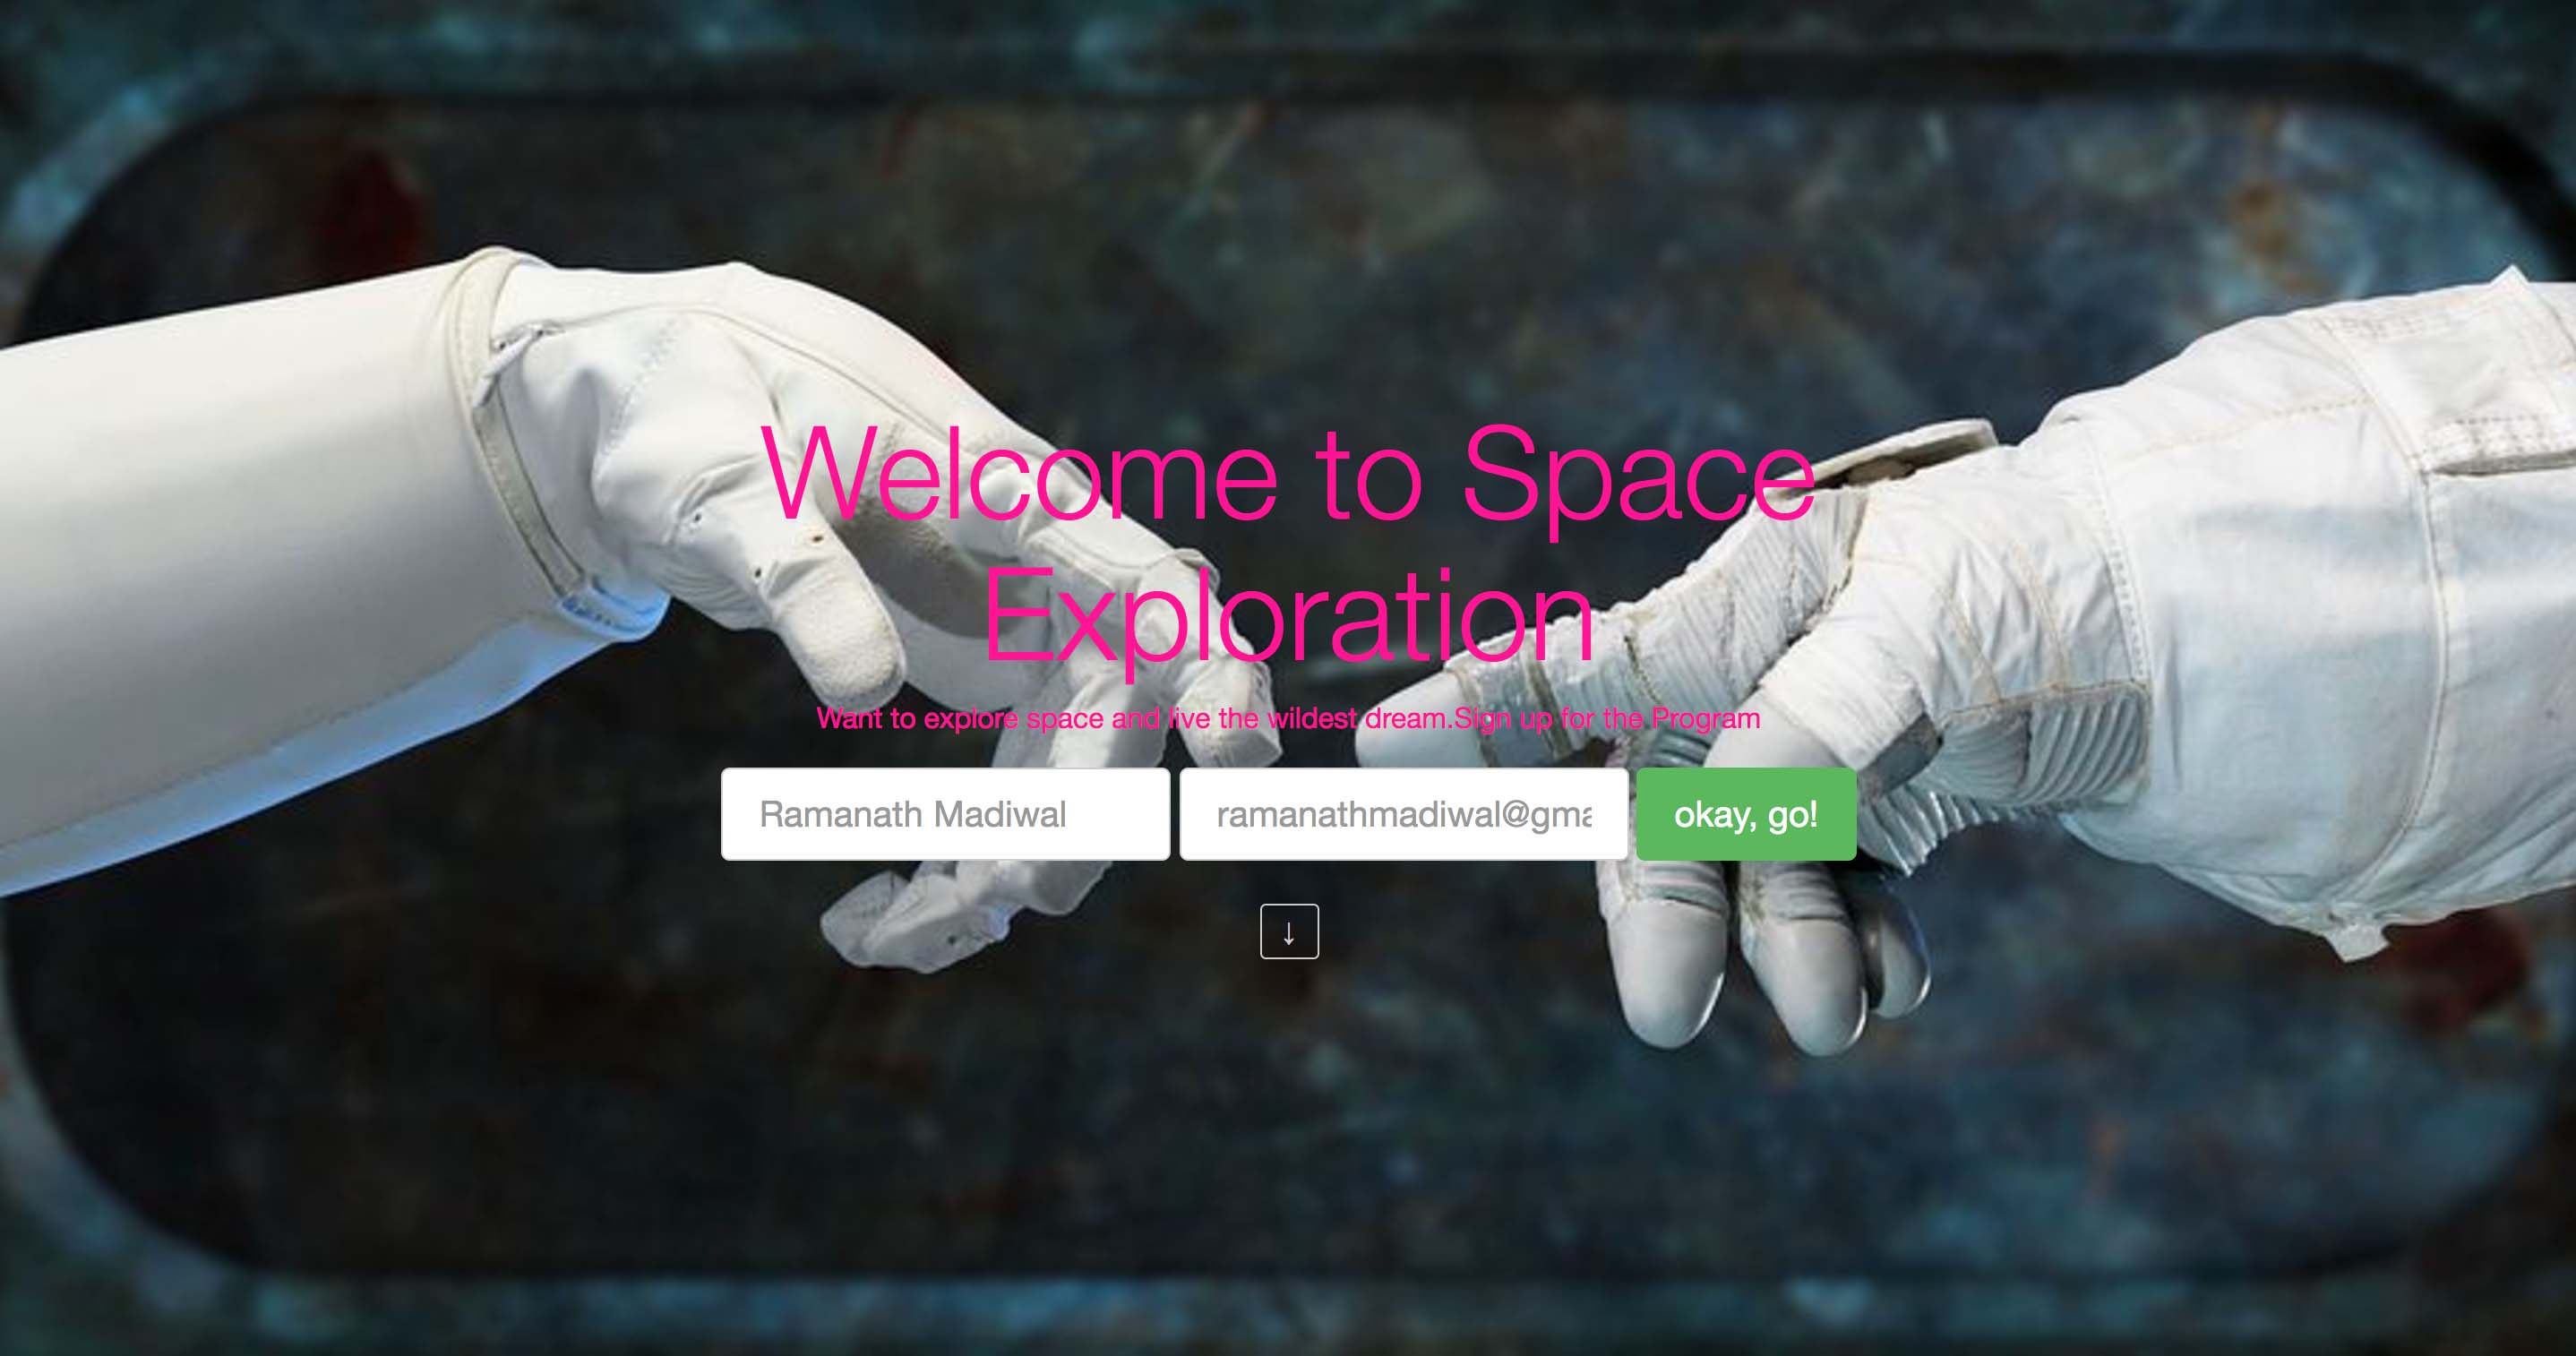 Welcome to Space
Exploration
Want to explore space and live the wildest dream.Sign up for the Program
Ramanath Madiwal
ramanathmadiwal@gma
okay, go!
↓